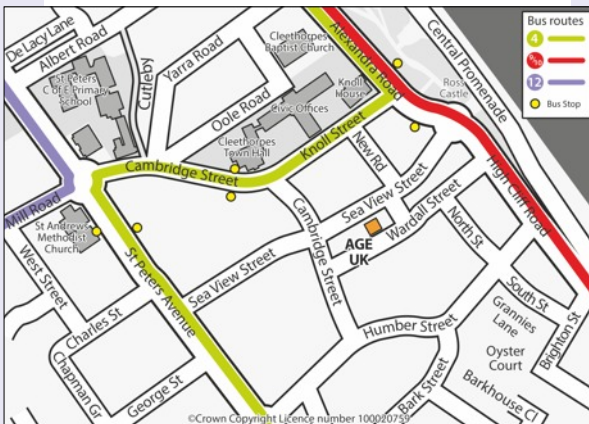 De Lacy Lane
Albert Road
St Peters
C of E Primary
School
Cutleby
Yarra Road
Oole Road
Cleethorpes
Baptist Church
Alexandra Road
Knoll
House
Civic Offices
Cleethorpes
Town Hall
Knoll Street
Cambridge Street
Central Promenade
Ross
Castle
Bus routes
4
9/10
12
Bus Stop
High Cliff Road
New Rd
Sea View Street
Wardall Street
North St
AGE
UK
Cambridge Street
Sea View Street
Mill Road
St Andrews
Methodist
Church
West Street
St Peters Avenue
Charles St
Chapman Gr
George St
Humber Street
South St
Grannies
Lane
Oyster
Court
Brighton St
Bark Street
Barkhouse Cl
©Crown Copyright Licence number 100020759